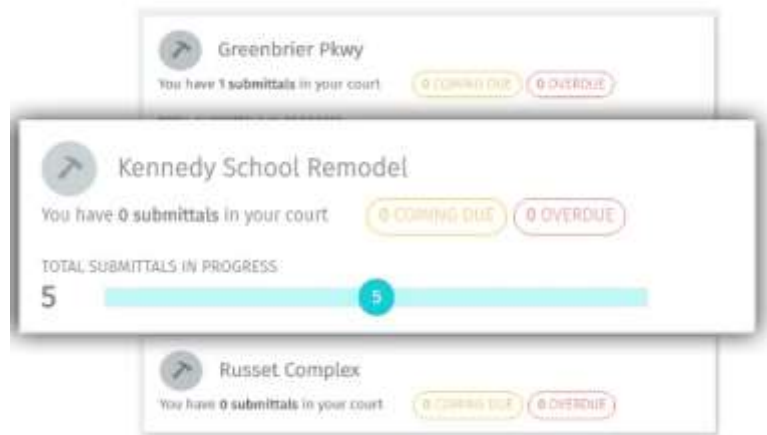 Greenbrier Pkwy
You have 1 submittals in your court 0 COMING DUE 0 OVERDUE
Kennedy School Remodel
You have 0 submittals in your court 0 COMING DUE 0 OVERDUE
TOTAL SUBMITTALS IN PROGRESS
5 5
Russet Complex
You have 0 submittals in your court 0 COMING DUE 0 OVERDUE